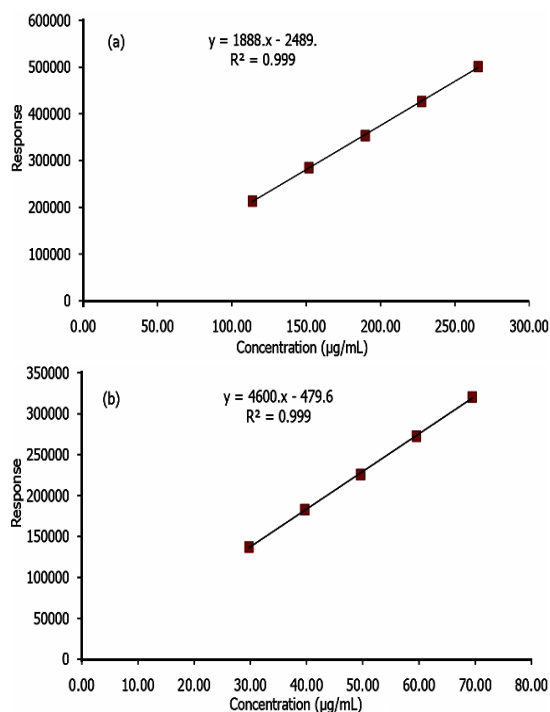 600000
(a)
y = 1888.x - 2489.
R² = 0.999
500000
400000
300000
200000
100000
0
Response
0.00 50.00 100.00 150.00 200.00 250.00 300.00
Concentration (µg/mL)
350000
(b)
y = 4600.x - 479.6
R² = 0.999
300000
250000
200000
150000
100000
50000
0
Response
0.00 10.00 20.00 30.00 40.00 50.00 60.00 70.00 80.00
Concentration (µg/mL)